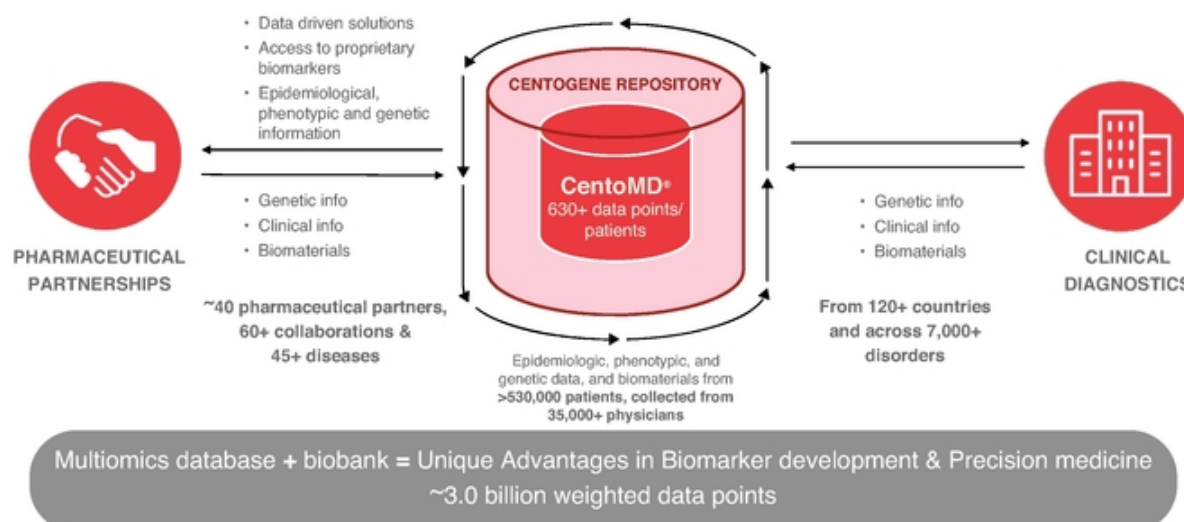 • Data driven solutions
• Access to proprietary
biomarkers
• Epidemiological,
phenotypic and genetic
information
• Genetic info
• Clinical info
• Biomaterials
PHARMACEUTICAL
PARTNERSHIPS
~40 pharmaceutical partners,
60+ collaborations &
45+ diseases
CENTOGENE REPOSITORY
CentoMD®
630+ data points/
patients
Epidemiologic, phenotypic, and
genetic data, and biomaterials from
>530,000 patients, collected from
35,000+ physicians
• Genetic info
• Clinical info
• Biomaterials
CLINICAL
DIAGNOSTICS
From 120+ countries
and across 7,000+
disorders
Multiomics database + biobank = Unique Advantages in Biomarker development & Precision medicine
~3.0 billion weighted data points